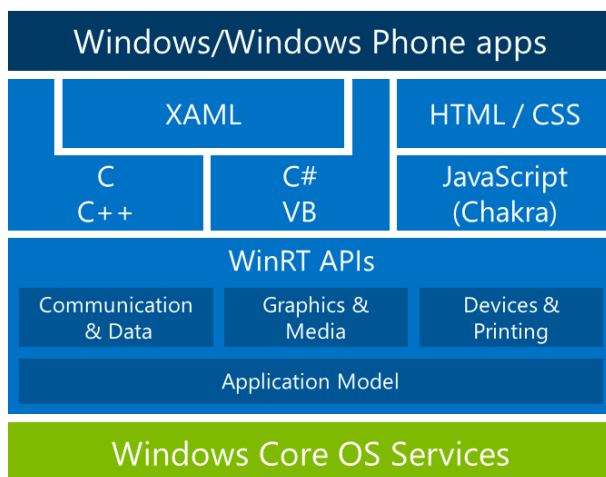 Windows/Windows Phone apps
XAML
HTML / CSS
C
C++
C#
VB
JavaScript
(Chakra)
WinRT APIs
Communication
& Data
Graphics &
Media
Devices &
Printing
Application Model
Windows Core OS Services